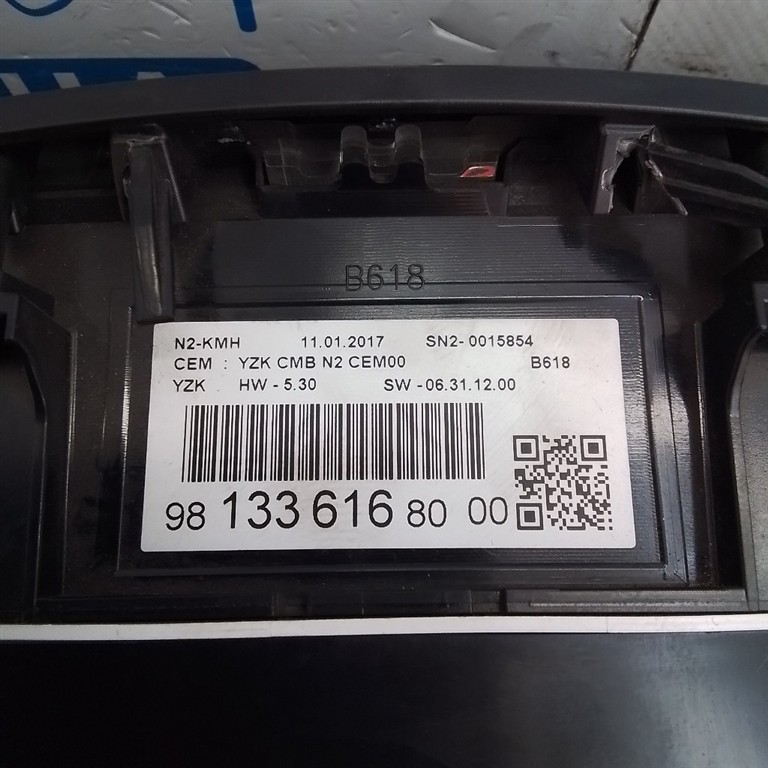 B618
N2-KMH 11.01.2017 SN2- 0015854
CEM : YZK CMB N2 CEM00 B618
YZK HW - 5.30 SW - 06.31.12.00
98 133 616 80 00